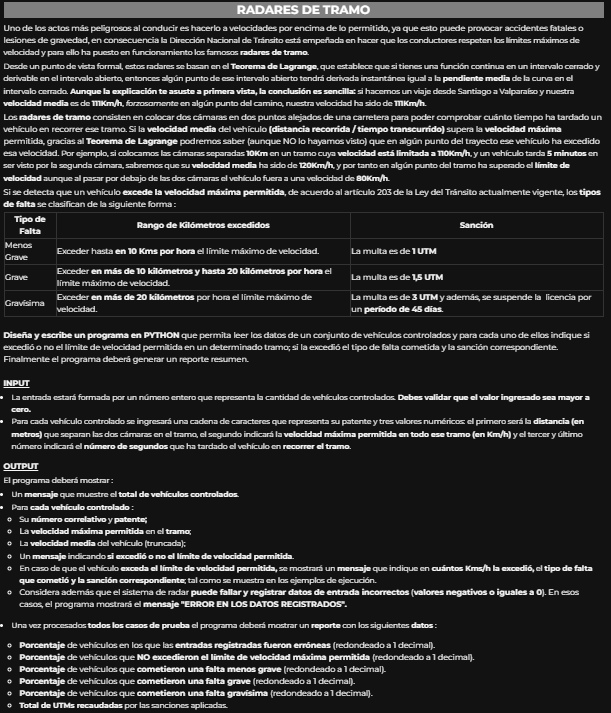 RADARES DE TRAMO
Uno de los actos más peligrosos al conducir es hacerlo a velocidades por encima de lo permitido, ya que esto puede provocar accidentes fatales o
lesiones de gravedad, en consecuencia la Dirección Nacional de Tránsito está empeñada en hacer que los conductores respeten los límites máximos de
velocidad y para ello ha puesto en funcionamiento los famosos radares de tramo.
Desde un punto de vista formal, estos radares se basan en el Teorema de Lagrange, que establece que si tienes una función continua en un intervalo cerrado y
derivable en el intervalo abierto, entonces algún punto de ese intervalo abierto tendrá derivada instantánea igual a la pendiente media de la curva en el
intervalo cerrado. Aunque la explicación te asuste a primera vista, la conclusión es sencilla: si hacemos un viaje desde Santiago a Valparaíso y nuestra
velocidad media es de 111Km/h, forzosamente en algún punto del camino, nuestra velocidad ha sido de 111Km/h.
Los radares de tramo consisten en colocar dos cámaras en dos puntos alejados de una carretera para poder comprobar cuánto tiempo ha tardado un
vehículo en recorrer ese tramo. Si la velocidad media del vehículo (distancia recorrida / tiempo transcurrido) supera la velocidad máxima
permitida, gracias al Teorema de Lagrange podremos saber (aunque NO lo hayamos visto) que en algún punto del trayecto ese vehículo ha excedido
esa velocidad. Por ejemplo, si colocamos las cámaras separadas 10Km en un tramo cuya velocidad está limitada a 110Km/h, y un vehículo tarda 5 minutos en
ser visto por la segunda cámara, sabremos que su velocidad media ha sido de 120Km/h, y por tanto en algún punto del tramo ha superado el límite de
velocidad aunque al pasar por debajo de las dos cámaras el vehículo fuera a una velocidad de 80Km/h.
Si se detecta que un vehículo excede la velocidad máxima permitida, de acuerdo al artículo 203 de la Ley del Tránsito actualmente vigente, los tipos
de falta se clasifican de la siguiente forma :
Tipo de Falta Rango de Kilómetros excedidos Sanción
Menos Grave Exceder hasta en 10 Kms por hora el límite máximo de velocidad. La multa es de 1 UTM
Grave Exceder en más de 10 kilómetros y hasta 20 kilómetros por hora el límite máximo de velocidad. La multa es de 1,5 UTM
Gravísima Exceder en más de 20 kilómetros por hora el límite máximo de velocidad. La multa es de 3 UTM y además, se suspende la licencia por un período de 45 días.
Diseña y escribe un programa en PYTHON que permita leer los datos de un conjunto de vehículos controlados y para cada uno de ellos indique si
excedió o no el límite de velocidad permitida en un determinado tramo; si la excedió el tipo de falta cometida y la sanción correspondiente.
Finalmente el programa deberá generar un reporte resumen.
INPUT
• La entrada estará formada por un número entero que representa la cantidad de vehículos controlados. Debes validar que el valor ingresado sea mayor a
cero.
• Para cada vehículo controlado se ingresará una cadena de caracteres que representa su patente y tres valores numéricos: el primero será la distancia (en
metros) que separan las dos cámaras en el tramo, el segundo indicará la velocidad máxima permitida en todo ese tramo (en Km/h) y el tercer y último
número indicará el número de segundos que ha tardado el vehículo en recorrer el tramo.
OUTPUT
El programa deberá mostrar :
• Un mensaje que muestre el total de vehículos controlados.
• Para cada vehículo controlado :
o Su número correlativo y patente;
o La velocidad máxima permitida en el tramo;
o La velocidad media del vehículo (truncada);
o Un mensaje indicando si excedió o no el límite de velocidad permitida.
o En caso de que el vehículo exceda el límite de velocidad permitida, se mostrará un mensaje que indique en cuántos Kms/h la excedió, el tipo de falta
que cometió y la sanción correspondiente; tal como se muestra en los ejemplos de ejecución.
o Considera además que el sistema de radar puede fallar y registrar datos de entrada incorrectos (valores negativos o iguales a 0). En esos
casos, el programa mostrará el mensaje "ERROR EN LOS DATOS REGISTRADOS".
• Una vez procesados todos los casos de prueba el programa deberá mostrar un reporte con los siguientes datos :
o Porcentaje de vehículos en los que las entradas registradas fueron erróneas (redondeado a 1 decimal).
o Porcentaje de vehículos que NO excedieron el límite de velocidad máxima permitida (redondeado a 1 decimal).
o Porcentaje de vehículos que cometieron una falta menos grave (redondeado a 1 decimal).
o Porcentaje de vehículos que cometieron una falta grave (redondeado a 1 decimal).
o Porcentaje de vehículos que cometieron una falta gravísima (redondeado a 1 decimal).
o Total de UTMs recaudadas por las sanciones aplicadas.